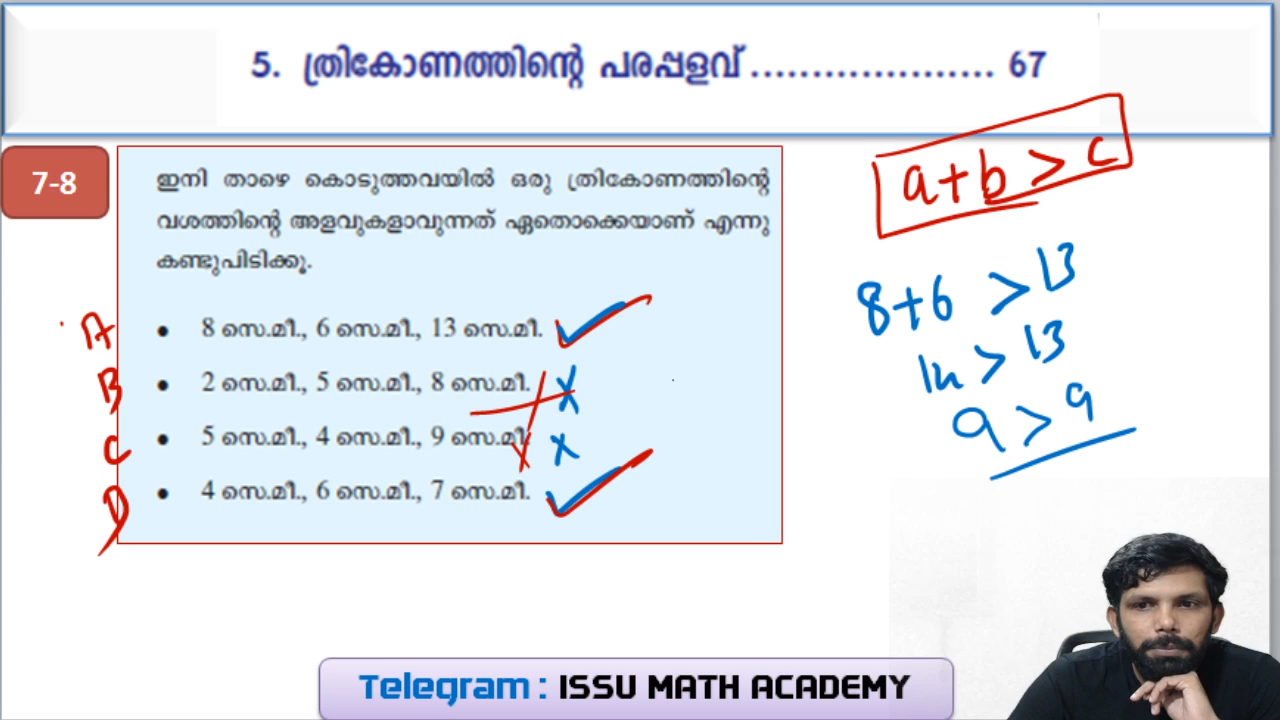 5. ത്രികോണത്തിന്റെ പരപ്പളവ് ..................... 67
7-8
ഇനി താഴെ കൊടുത്തവയിൽ ഒരു ത്രികോണത്തിന്റെ
വശത്തിന്റെ അളവുകളാവുന്നത് ഏതൊക്കെയാണ് എന്നു
കണ്ടുപിടിക്കൂ.
A • 8 സെ.മീ., 6 സെ.മീ., 13 സെ.മീ.
B • 2 സെ.മീ., 5 സെ.മീ., 8 സെ.മീ.
C • 5 സെ.മീ., 4 സെ.മീ., 9 സെ.മീ.
D • 4 സെ.മീ., 6 സെ.മീ., 7 സെ.മീ.
a+b > c
8+6 > 13
14 > 13
9 > 9
Telegram : ISSU MATH ACADEMY